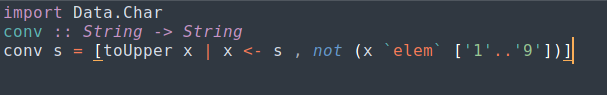 import Data.Char
conv :: String -> String
conv s = [toUpper x | x <- s , not (x `elem` ['1'..'9'])]